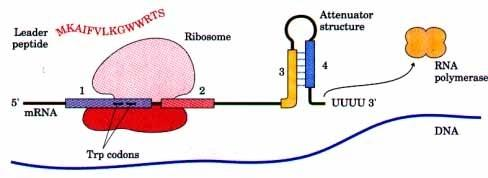 Leader
peptide
MKAIFVLKGWWRTS
Ribosome
Attenuator
structure
RNA
polymerase
1
2
3
4
5'
mRNA
UUUU 3'
DNA
Trp codons